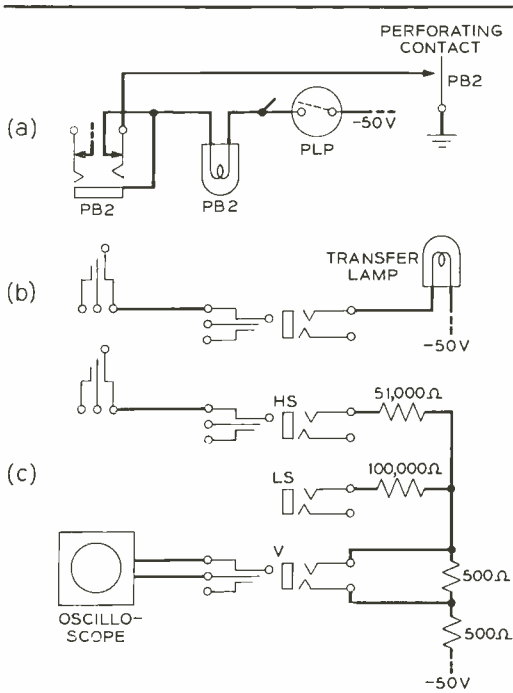 PERFORATING
CONTACT
PB2
(a)
-50V
PLP
PB2
PB2
TRANSFER
LAMP
(b)
-50V
HS
51,000Ω
(c)
LS
100,000Ω
V
500Ω
OSCILLO-
SCOPE
500Ω
-50V